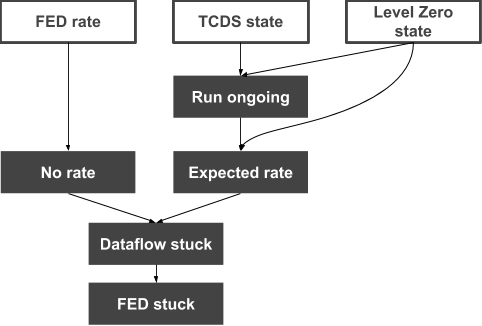 FED rate
TCDS state
Level Zero
state
Run ongoing
No rate
Expected rate
Dataflow stuck
FED stuck